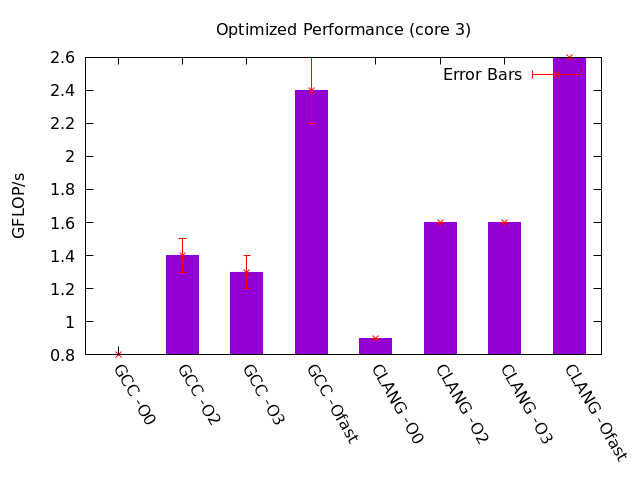 Optimized Performance (core 3)
GFLOP/s
2.6
2.4
2.2
2
1.8
1.6
1.4
1.2
1
0.8
Error Bars
GCC -O0
GCC -O2
GCC -O3
GCC -Ofast
CLANG -O0
CLANG -O2
CLANG -O3
CLANG -Ofast